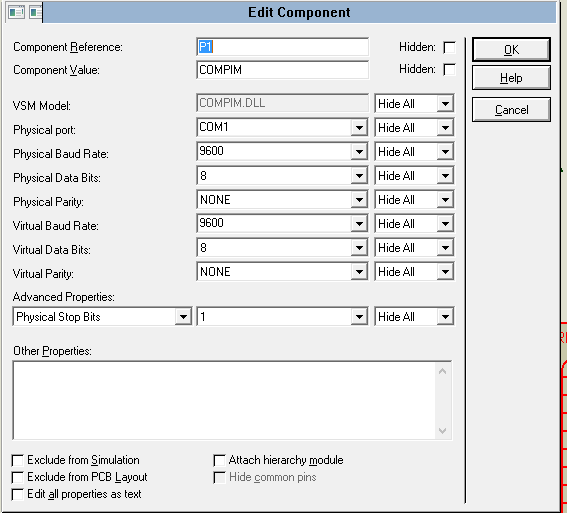 Edit Component
Component Reference: P1 Hidden: OK
Component Value: COMPIM Hidden: Help
VSM Model: COMPIM.DLL Hide All Cancel
Physical port: COM1 Hide All
Physical Baud Rate: 9600 Hide All
Physical Data Bits: 8 Hide All
Physical Parity: NONE Hide All
Virtual Baud Rate: 9600 Hide All
Virtual Data Bits: 8 Hide All
Virtual Parity: NONE Hide All
Advanced Properties:
Physical Stop Bits 1 Hide All
Other Properties:
Exclude from Simulation Attach hierarchy module
Exclude from PCB Layout Hide common pins
Edit all properties as text